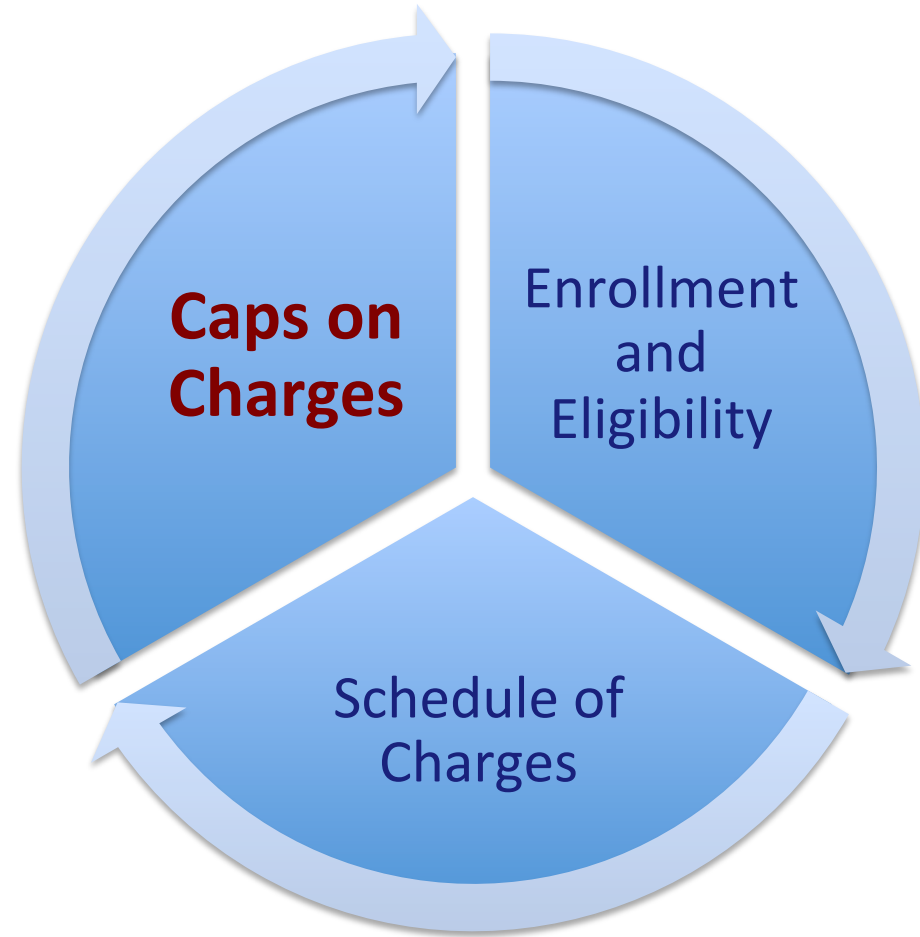 Caps on
Charges
Enrollment
and
Eligibility
Schedule of
Charges